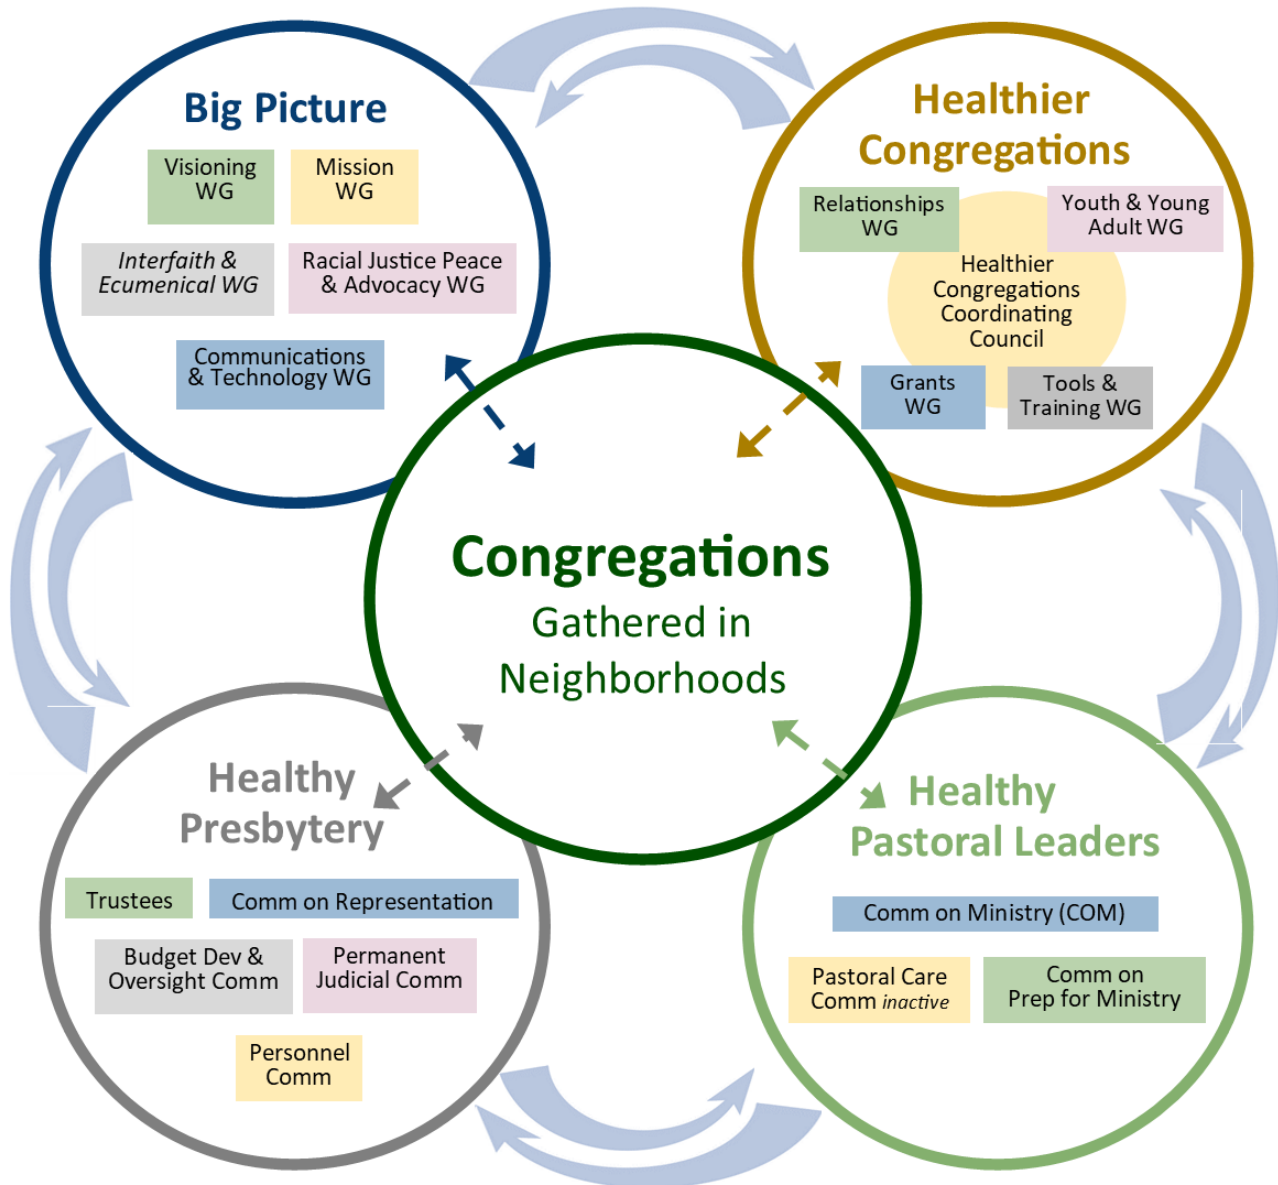 Big Picture
Visioning
WG
Mission
WG
Interfaith &
Ecumenical WG
Racial Justice Peace
& Advocacy WG
Communications
& Technology WG
Healthier
Congregations
Relationships
WG
Youth & Young
Adult WG
Healthier
Congregations
Coordinating
Council
Grants
WG
Tools &
Training WG
Congregations
Gathered in
Neighborhoods
Healthy
Presbytery
Trustees
Comm on Representation
Budget Dev &
Oversight Comm
Permanent
Judicial Comm
Personnel
Comm
Healthy
Pastoral Leaders
Comm on Ministry (COM)
Pastoral Care
Comm inactive
Comm on
Prep for Ministry